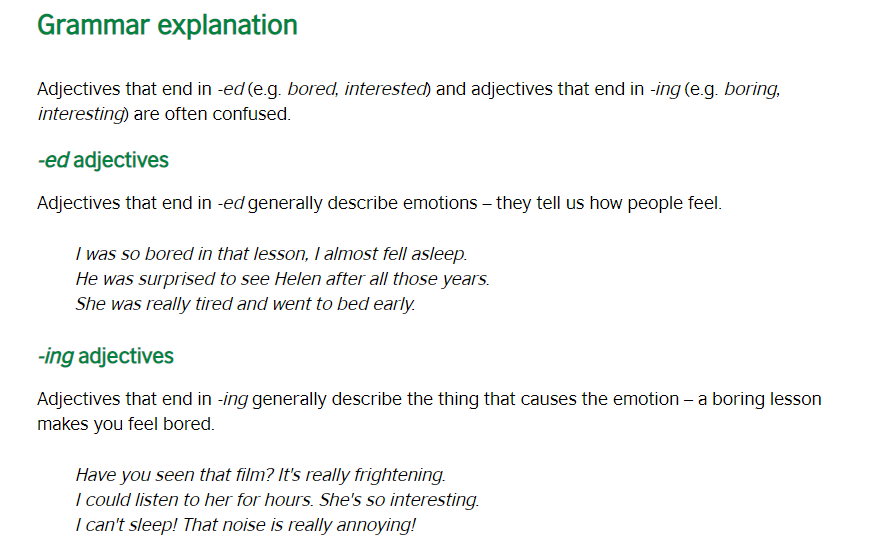 Grammar explanation
Adjectives that end in -ed (e.g. bored, interested) and adjectives that end in -ing (e.g. boring,
interesting) are often confused.
-ed adjectives
Adjectives that end in -ed generally describe emotions – they tell us how people feel.
I was so bored in that lesson, I almost fell asleep.
He was surprised to see Helen after all those years.
She was really tired and went to bed early.
-ing adjectives
Adjectives that end in -ing generally describe the thing that causes the emotion – a boring lesson
makes you feel bored.
Have you seen that film? It's really frightening.
I could listen to her for hours. She's so interesting.
I can't sleep! That noise is really annoying!